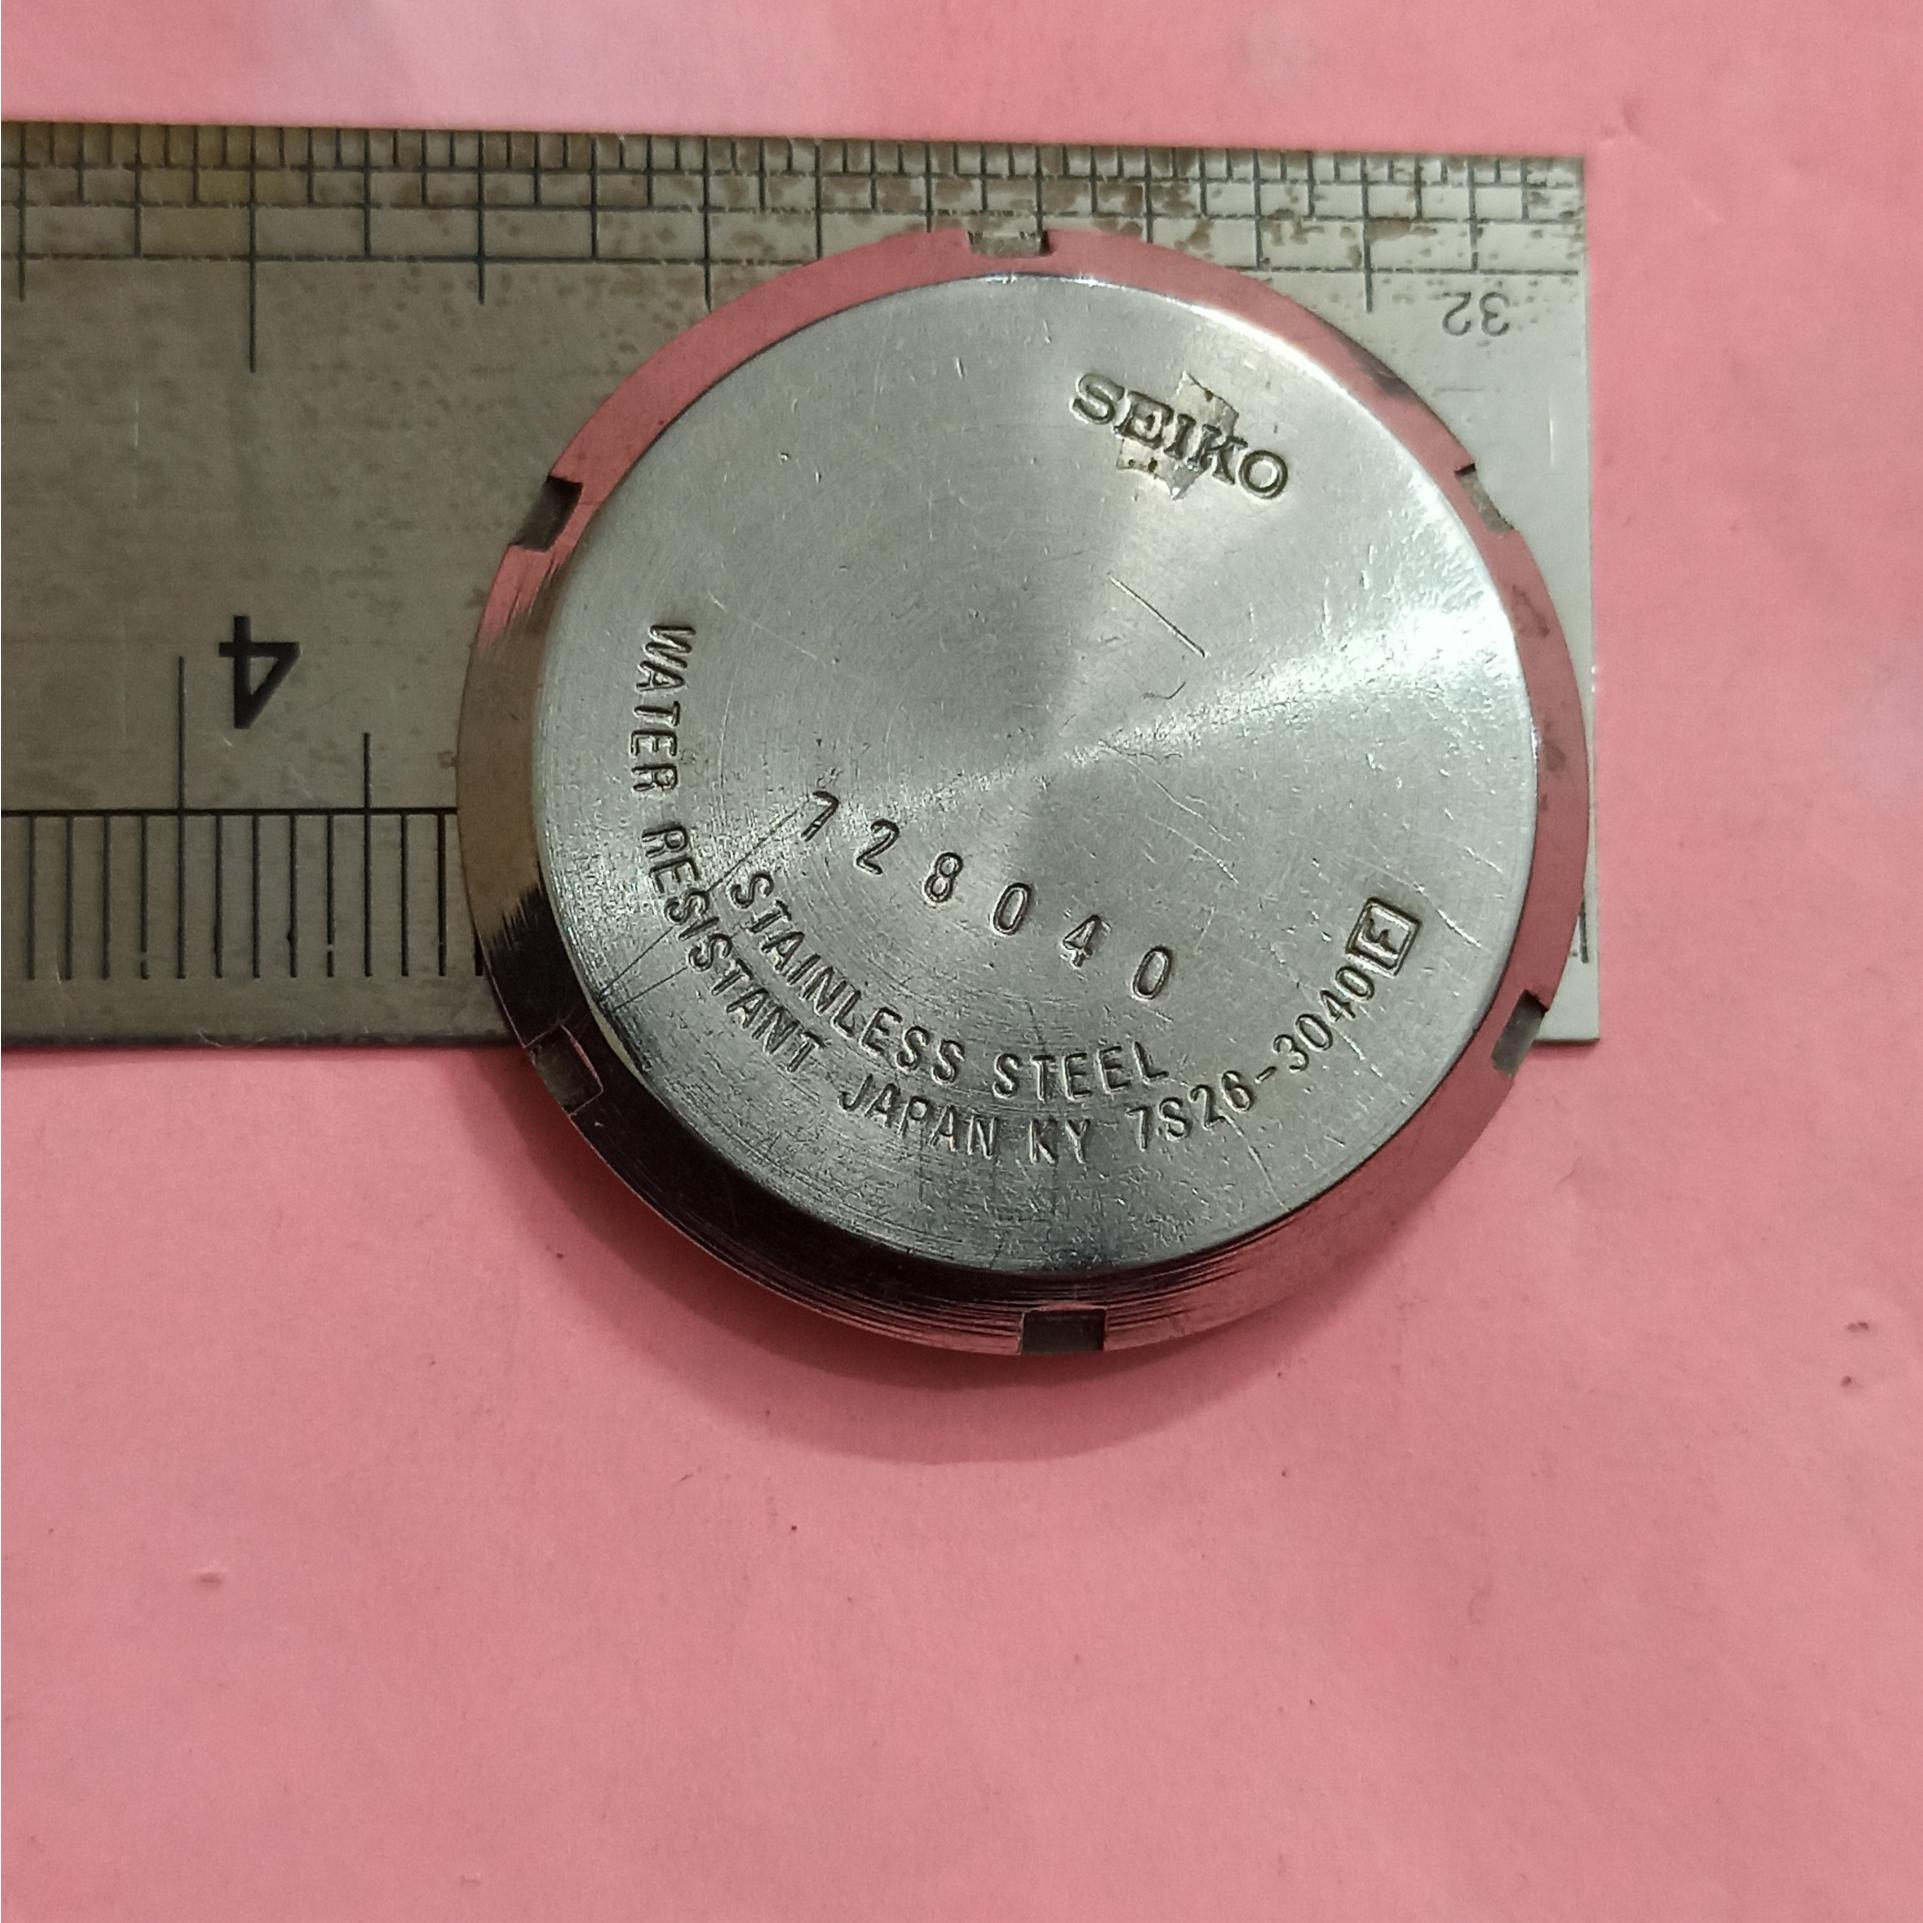 SEIKO
728040
STAINLESS STEEL
WATER RESISTANT JAPAN KY 7S26-3040 F
4
32